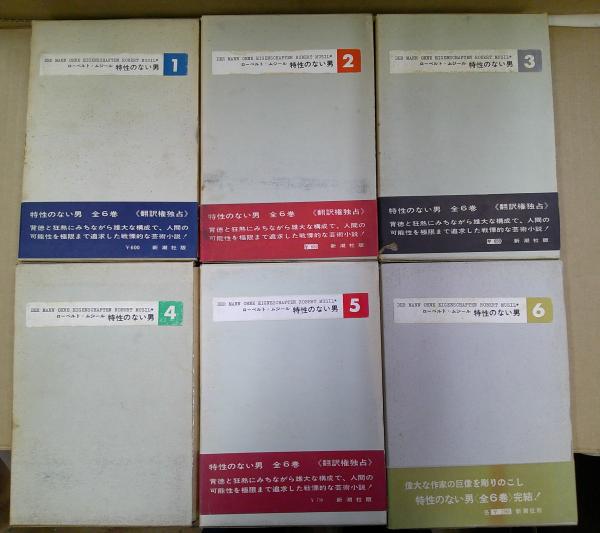 DER MANN OHNE EIGENSCHAFTEN ROBERT MUSIL*
ローベルト・ムジール 特性のない男
1
特性のない男 全6巻 《翻訳権独占》
背徳と狂熱にみちながら雄大な構成で、人間の
可能性を極限まで追求した戦慄的な芸術小説!
¥600 新潮社版
DER MANN OHNE EIGENSCHAFTEN ROBERT MUSIL*
ローベルト・ムジール 特性のない男
2
特性のない男 全6巻 《翻訳権独占》
背徳と狂熱にみちながら雄大な構成で、人間の
可能性を極限まで追求した戦慄的な芸術小説!
新潮社版
DER MANN OHNE EIGENSCHAFTEN ROBERT MUSIL*
ローベルト・ムジール 特性のない男
3
特性のない男 全6巻 《翻訳権独占》
背徳と狂熱にみちながら雄大な構成で、人間の
可能性を極限まで追求した戦慄的な芸術小説!
新潮社版
DER MANN OHNE EIGENSCHAFTEN ROBERT MUSIL*
ローベルト・ムジール 特性のない男
4
DER MANN OHNE EIGENSCHAFTEN ROBERT MUSIL*
ローベルト・ムジール 特性のない男
5
特性のない男 全6巻 《翻訳権独占》
背徳と狂熱にみちながら雄大な構成で、人間の
可能性を極限まで追求した戦慄的な芸術小説!
新潮社版
DER MANN OHNE EIGENSCHAFTEN ROBERT MUSIL*
ローベルト・ムジール 特性のない男
6
偉大な作家の巨像を彫りのこし
特性のない男〈全6巻〉完結!
新潮社版